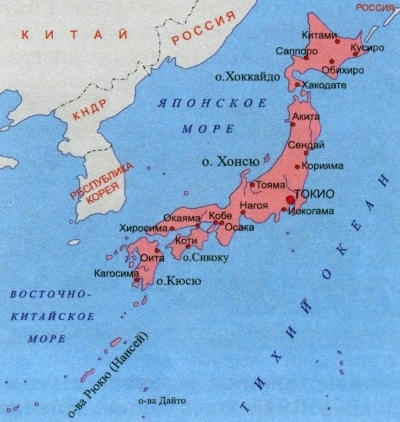 РОССИЯ
КИТАЙ
РОССИЯ
Китами
Саппоро
Кусиро
Обихиро
о.Хоккайдо
Хакодате
КНДР
ЯПОНСКОЕ
МОРЕ
Акита
Сендай
о. Хонсю
Корияма
РЕСПУБЛИКА
КОРЕЯ
Тояма
ТОКИО
Нагоя
Иокогама
Окаяма
Кобе
Хиросима
Осака
Коти
о.Сикоку
Оита
Кагосима
о.Кюсю
ВОСТОЧНО-
КИТАЙСКОЕ
МОРЕ
ТИХИЙ ОКЕАН
о-ва Рюкю (Нансей)
о-ва Дайто